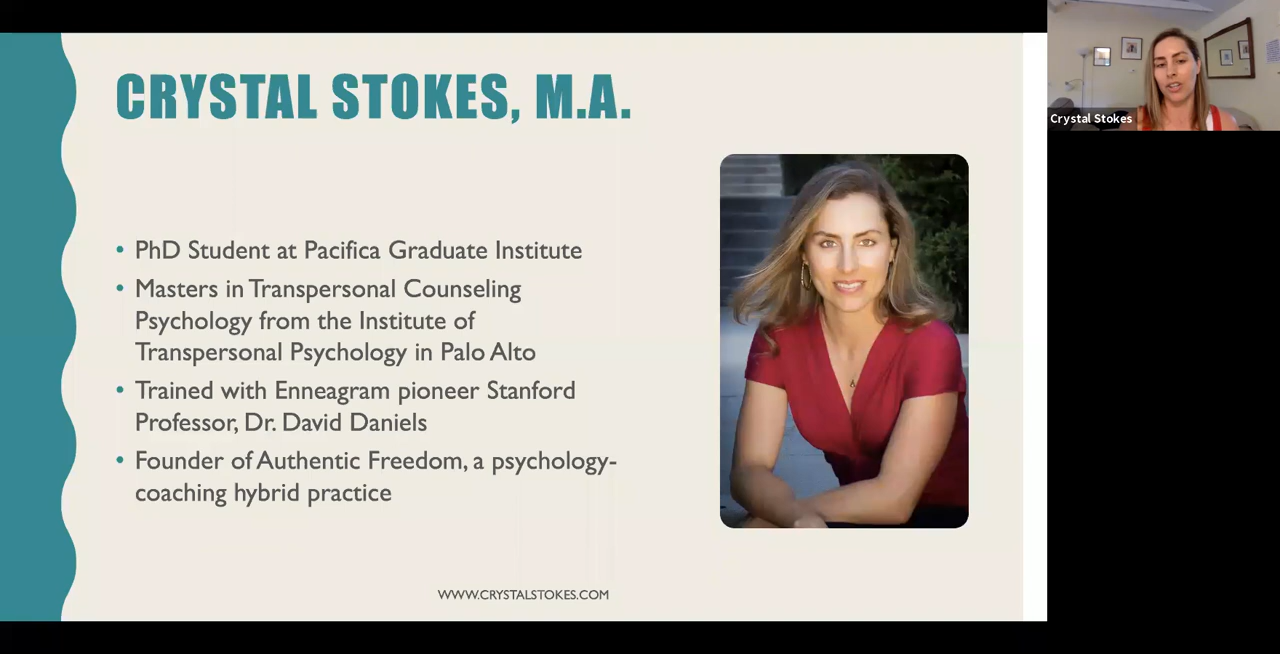 CRYSTAL STOKES, M.A.
• PhD Student at Pacifica Graduate Institute
• Masters in Transpersonal Counseling
Psychology from the Institute of
Transpersonal Psychology in Palo Alto
• Trained with Enneagram pioneer Stanford
Professor, Dr. David Daniels
• Founder of Authentic Freedom, a psychology-
coaching hybrid practice
WWW.CRYSTALSTOKES.COM
Crystal Stokes